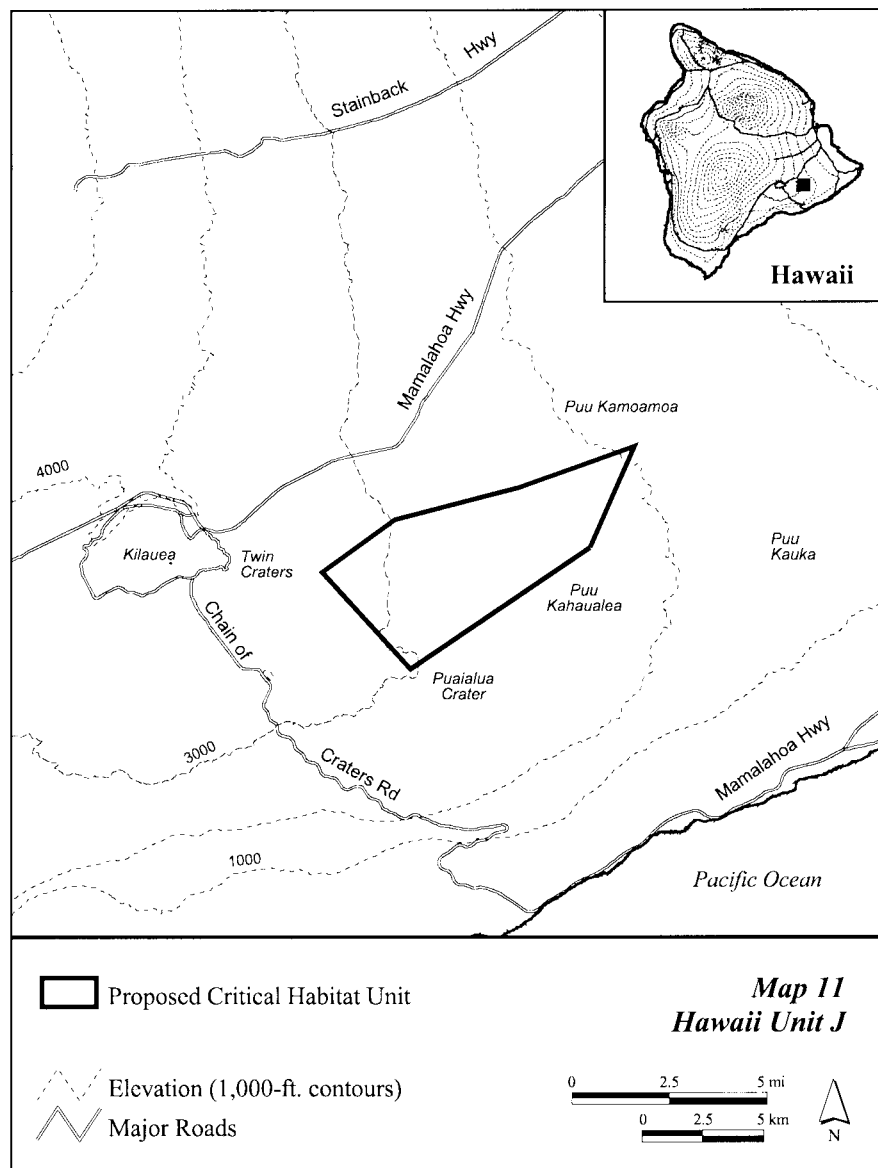 Stainback Hwy
Hawaii
Mamalahoa Hwy
Puu Kamoamoa
4000
Kilauea
Twin
Craters
Puu
Kauka
Puu
Kahaualea
Chain of
Craters Rd
Puaialua
Crater
3000
Mamalahoa Hwy
1000
Pacific Ocean
Proposed Critical Habitat Unit
Map 11
Hawaii Unit J
Elevation (1,000-ft. contours)
Major Roads
0 2.5 5 mi
0 2.5 5 km
N